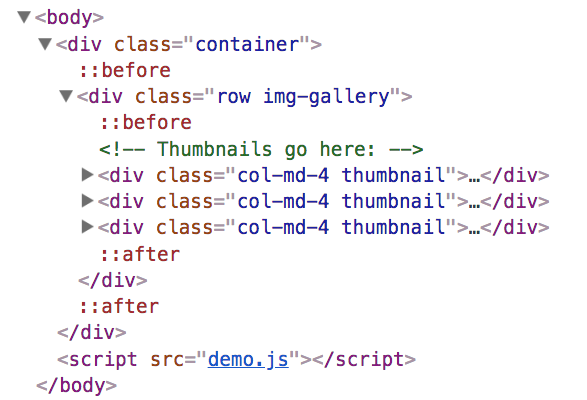 ▼<body>
▼<div class="container">
::before
▼<div class="row img-gallery">
::before
<!-- Thumbnails go here: -->
▶<div class="col-md-4 thumbnail">…</div>
▶<div class="col-md-4 thumbnail">…</div>
▶<div class="col-md-4 thumbnail">…</div>
::after
</div>
::after
</div>
<script src="demo.js"></script>
</body>